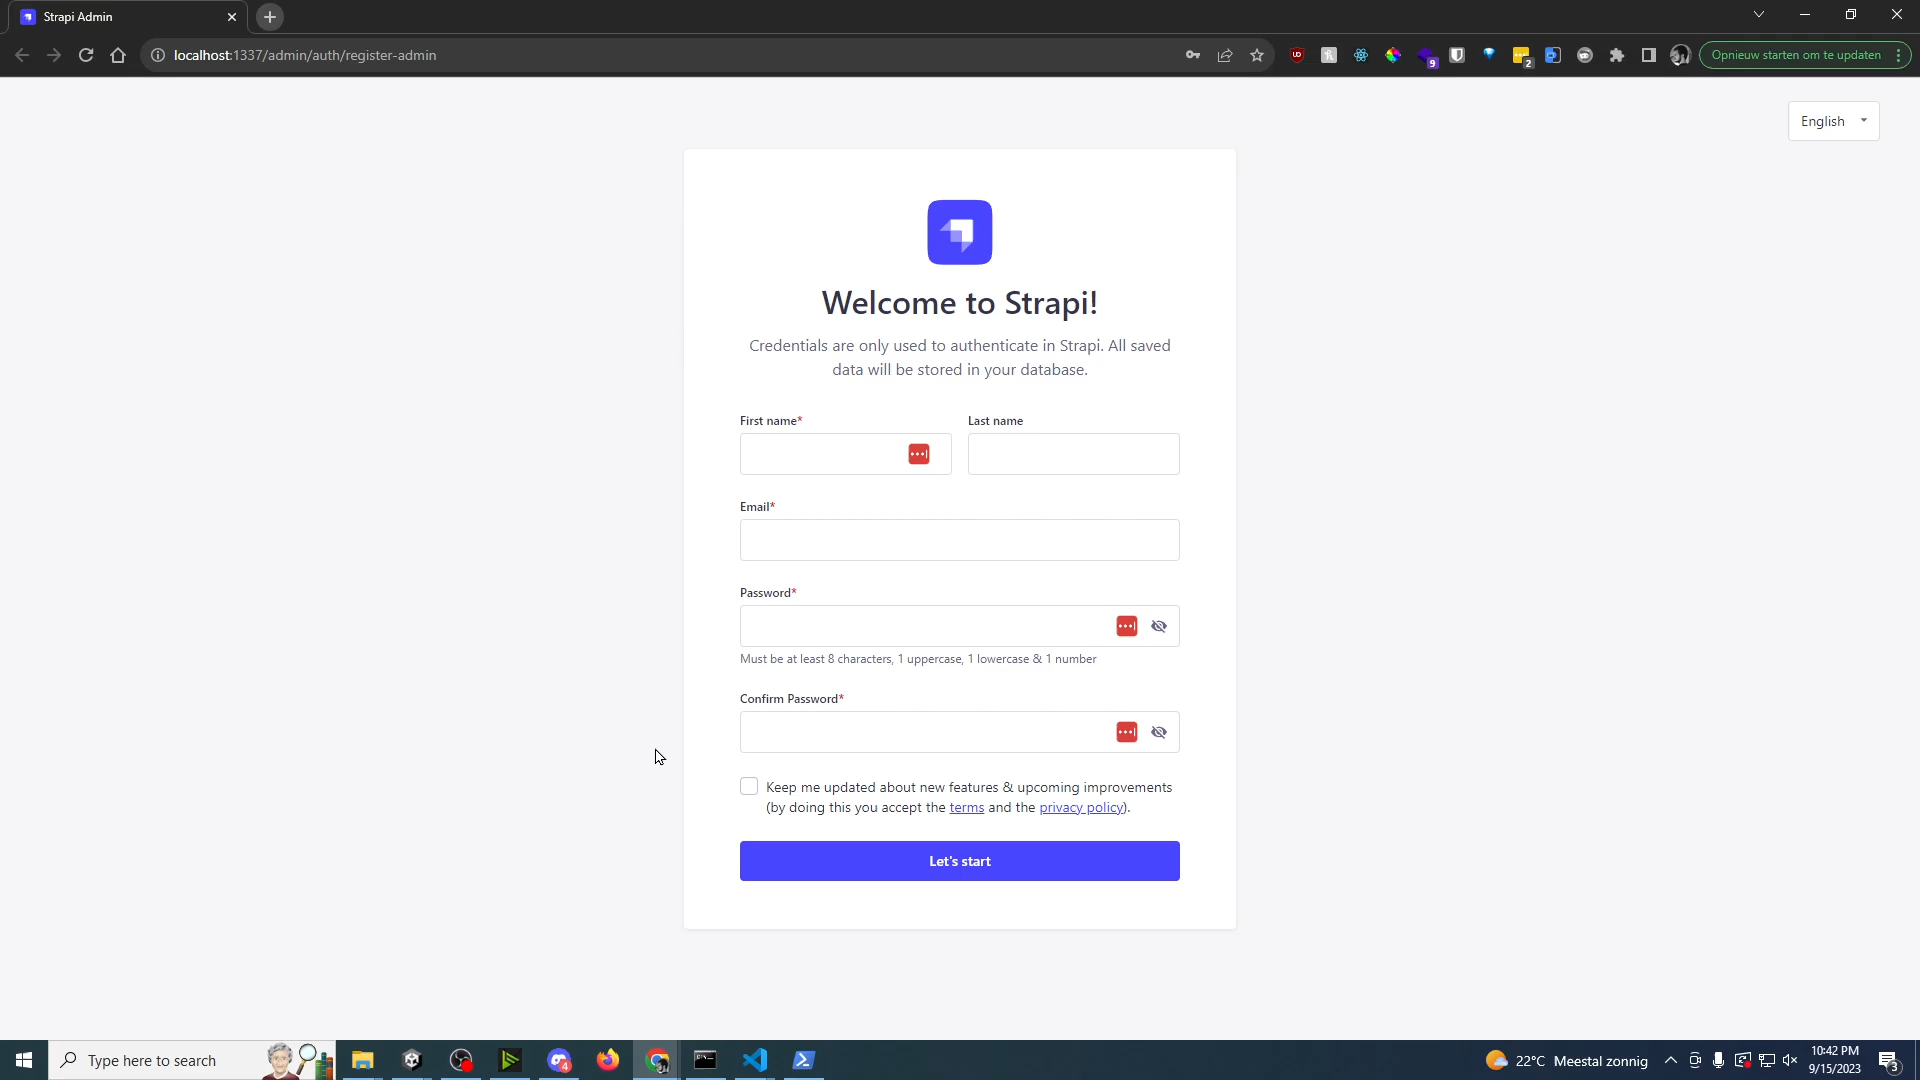 Strapi Admin
localhost:1337/admin/auth/register-admin
9
2
Opnieuw starten om te updaten
English
Welcome to Strapi!
Credentials are only used to authenticate in Strapi. All saved
data will be stored in your database.
First name*
Last name
Email*
Password*
Must be at least 8 characters, 1 uppercase, 1 lowercase & 1 number
Confirm Password*
Keep me updated about new features & upcoming improvements
(by doing this you accept the terms and the privacy policy).
Let's start
Type here to search
4
22°C Meestal zonnig
10:42 PM
9/15/2023
3